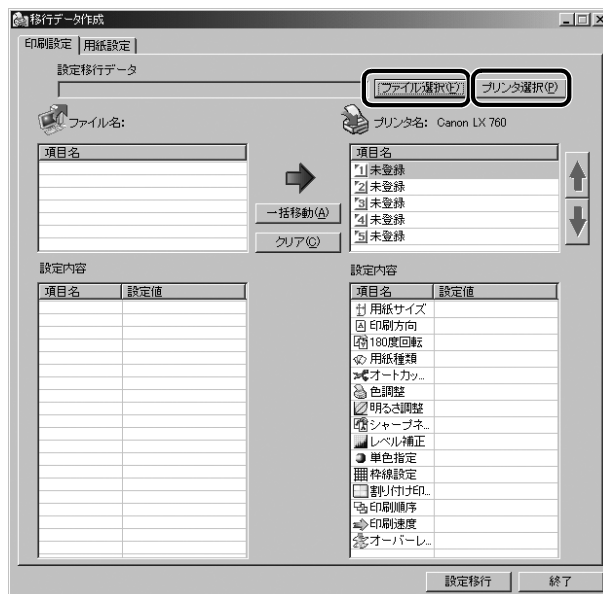 移行データ作成
印刷設定
用紙設定
設定移行データ
ファイル選択(F)
プリンタ選択(P)
ファイル名:
プリンタ名: Canon LX 760
項目名
項目名
1 未登録
2 未登録
3 未登録
4 未登録
5 未登録
一括移動(A)
クリア(C)
設定内容
設定内容
項目名 設定値
項目名 設定値
用紙サイズ
印刷方向
180度回転
用紙種類
オートカッ...
色調整
明るさ調整
シャープネ...
レベル補正
単色指定
枠線設定
割り付け印...
印刷順序
印刷速度
オーバーレ...
設定移行
終了